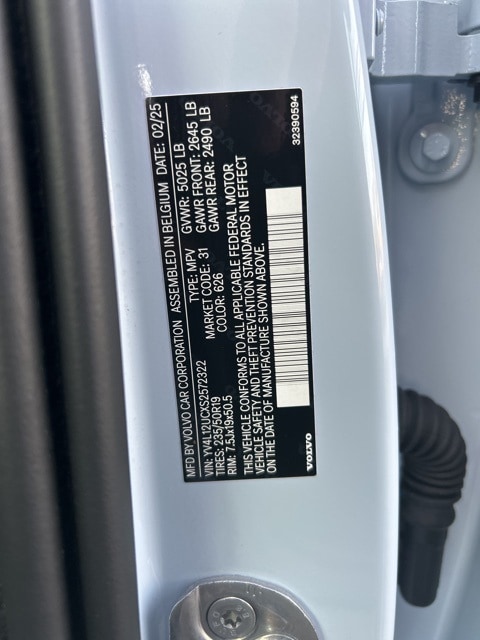 MFD BY VOLVO CAR CORPORATION ASSEMBLED IN BELGIUM DATE: 02/25
VIN: YV4L12UCXS2572322 TYPE: MPV GVWR: 5025 LB
TIRES: 235/50R19 MARKET CODE: 31 GAWR FRONT: 2645 LB
RIM: 7.5Jx19x50.5 COLOR: 626 GAWR REAR: 2490 LB
THIS VEHICLE CONFORMS TO ALL APPLICABLE FEDERAL MOTOR
VEHICLE SAFETY AND THEFT PREVENTION STANDARDS IN EFFECT
ON THE DATE OF MANUFACTURE SHOWN ABOVE.
VOLVO 32390594